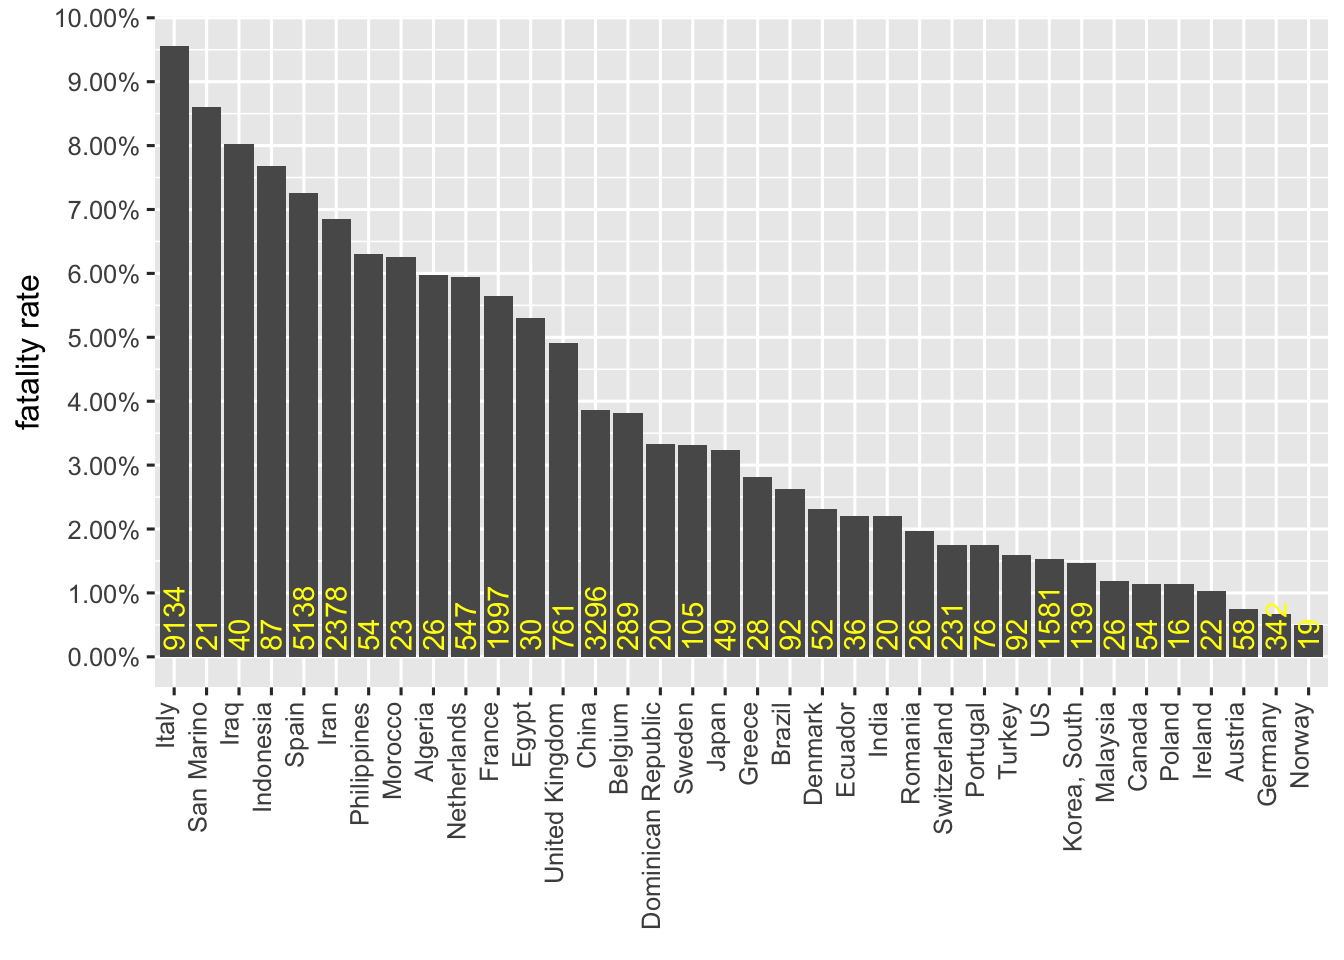 fatality rate
10.00%
9.00%
8.00%
7.00%
6.00%
5.00%
4.00%
3.00%
2.00%
1.00%
0.00%
9134
21
40
87
5138
2378
54
23
26
547
1997
30
761
3296
289
20
105
49
28
92
52
36
20
26
231
76
92
1581
139
26
54
16
22
58
342
19
Italy
San Marino
Iraq
Indonesia
Spain
Iran
Philippines
Morocco
Algeria
Netherlands
France
Egypt
United Kingdom
China
Belgium
Dominican Republic
Sweden
Japan
Greece
Brazil
Denmark
Ecuador
India
Romania
Switzerland
Portugal
Turkey
US
Korea, South
Malaysia
Canada
Poland
Ireland
Austria
Germany
Norway